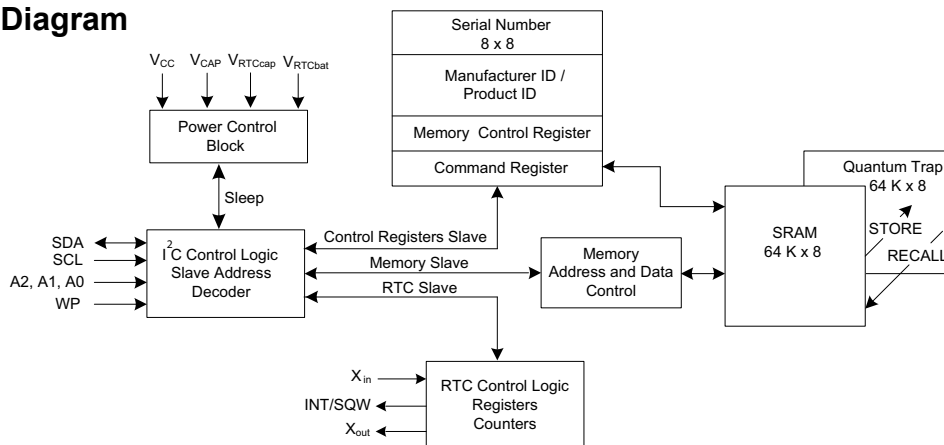 Diagram
Serial Number
8 x 8
Manufacturer ID /
Product ID
Memory Control Register
Command Register
VCC
VCAP
VRTCcap
VRTCbat
Power Control
Block
Sleep
Quantum Trap
64 K x 8
SRAM
64 K x 8
STORE
RECALL
SDA
SCL
A2, A1, A0
WP
I2C Control Logic
Slave Address
Decoder
Control Registers Slave
Memory Slave
RTC Slave
Memory
Address and Data
Control
Xin
INT/SQW
Xout
RTC Control Logic
Registers
Counters